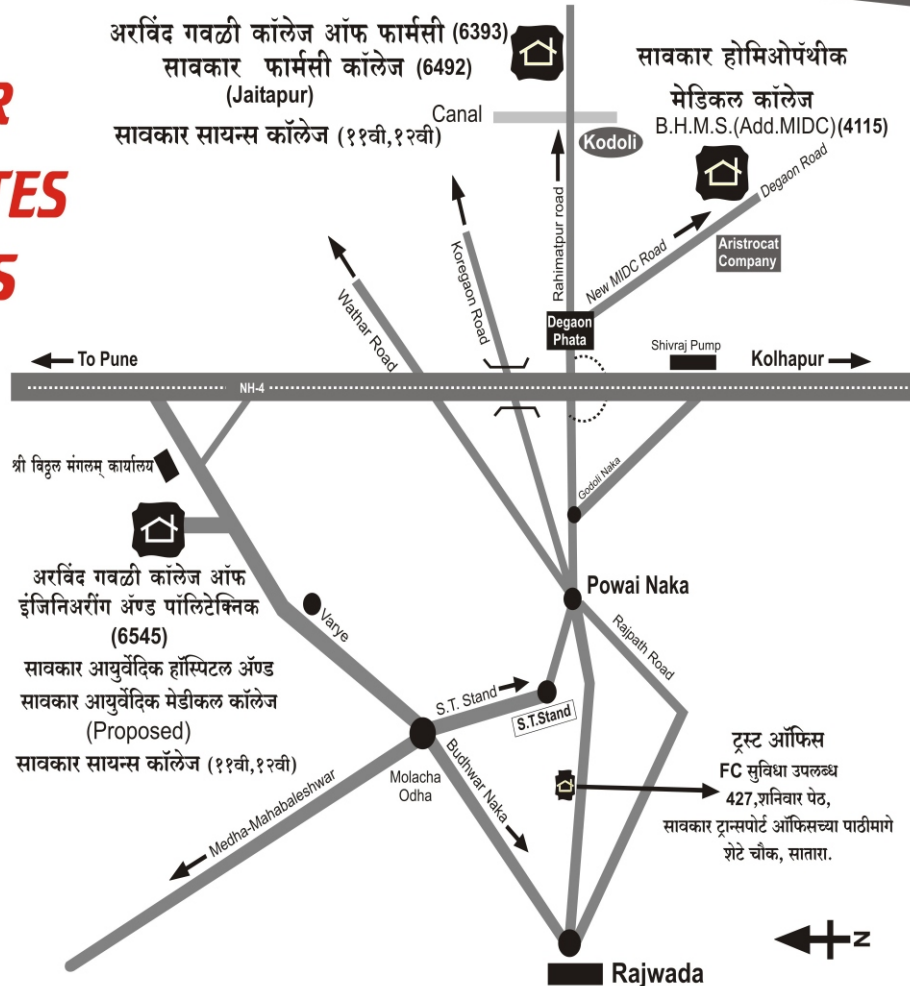 अरविंद गवळी कॉलेज ऑफ फार्मसी (6393)
सावकार फार्मसी कॉलेज (6492)
(Jaitapur)
सावकार सायन्स कॉलेज (११वी,१२वी)
Canal
Kodoli
सावकार होमिओपॅथीक
मेडिकल कॉलेज
B.H.M.S.(Add.MIDC)(4115)
R
TES
S
Degaon Road
New MIDC Road
Aristrocat
Company
Rahimatpur road
Koregaon Road
Wathar Road
Degaon
Phata
Shivraj Pump
To Pune
Kolhapur
NH-4
श्री विठ्ठल मंगलम् कार्यालय
Godoli Naka
अरविंद गवळी कॉलेज ऑफ
इंजिनिअरींग ॲण्ड पॉलिटेक्निक
(6545)
सावकार आयुर्वेदिक हॉस्पिटल ॲण्ड
सावकार आयुर्वेदिक मेडीकल कॉलेज
(Proposed)
सावकार सायन्स कॉलेज (११वी,१२वी)
Varye
Powai Naka
Rajpath Road
S.T. Stand
S.T.Stand
Molacha
Odha
Budhwar Naka
Medha-Mahabaleshwar
ट्रस्ट ऑफिस
FC सुविधा उपलब्ध
427,शनिवार पेठ,
सावकार ट्रान्सपोर्ट ऑफिसच्या पाठीमागे
शेटे चौक, सातारा.
N
Rajwada